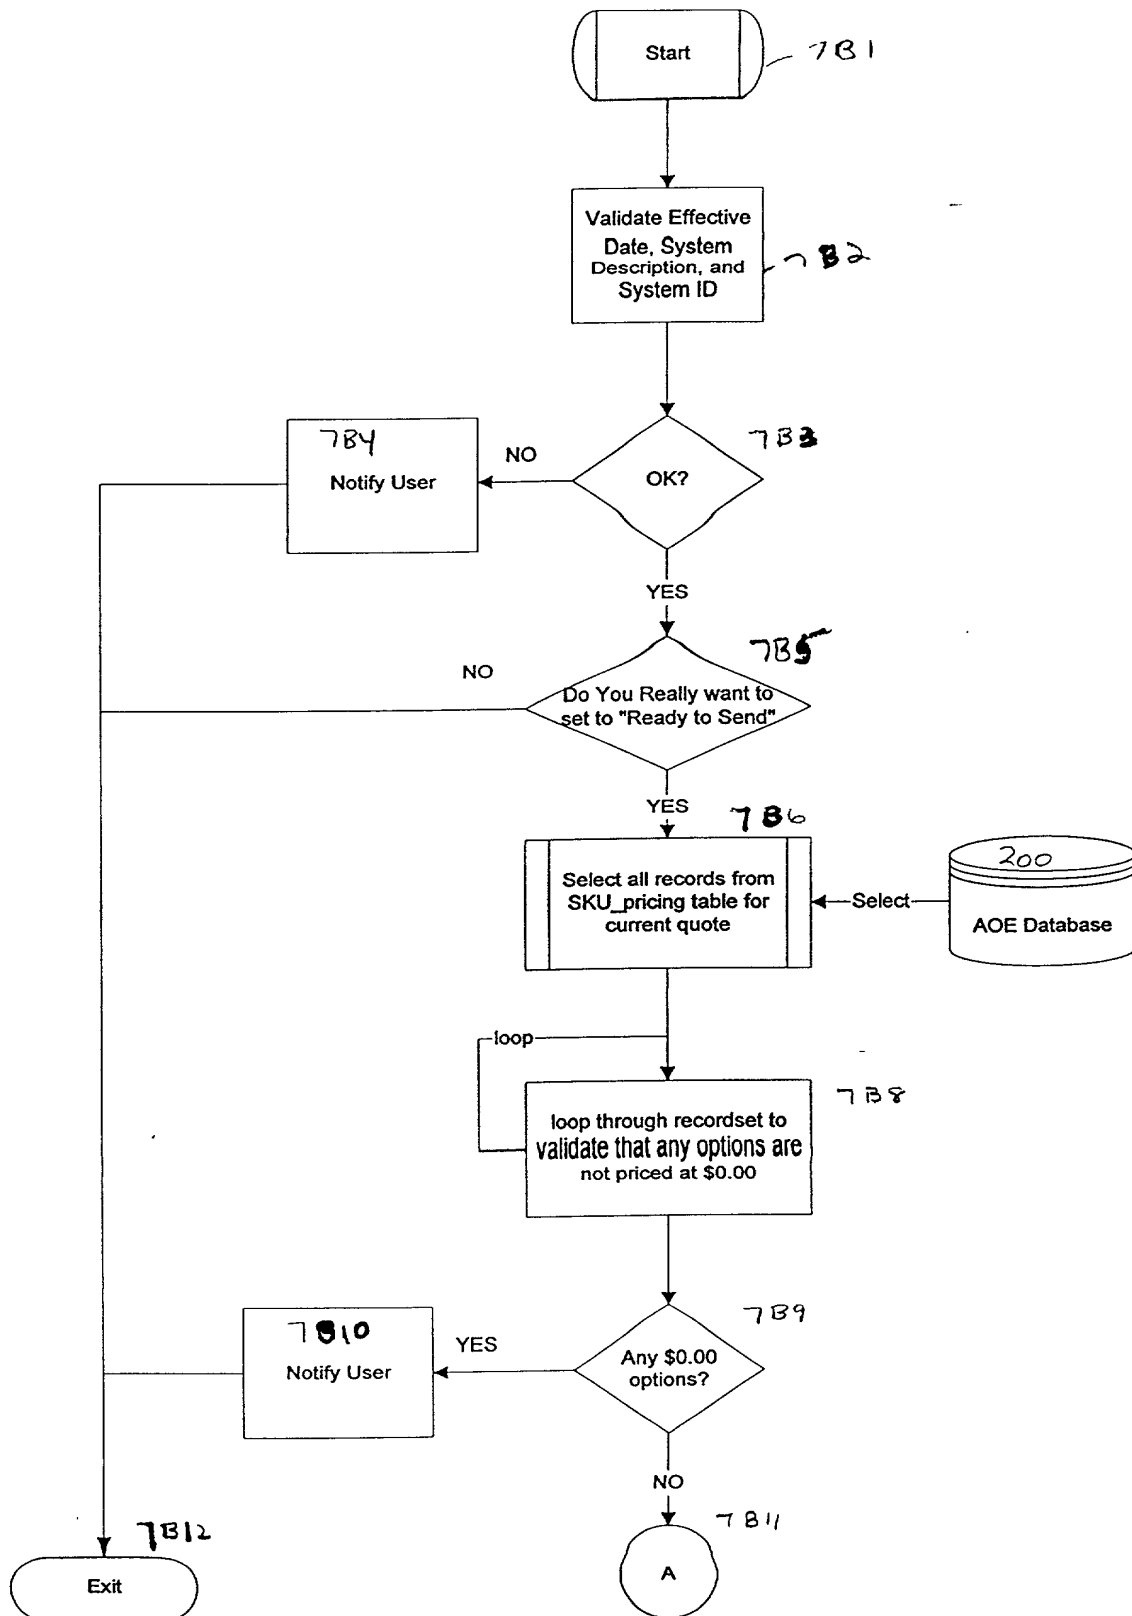 Start
7B1
Validate Effective
Date, System
Description, and
System ID
7B2
7B4
Notify User
NO
OK?
7B3
YES
NO
Do You Really want to
set to "Ready to Send"
7B5
YES
7B6
Select all records from
SKU_pricing table for
current quote
Select
200
AOE Database
loop
7B8
loop through recordset to
validate that any options are
not priced at $0.00
7B10
Notify User
YES
Any $0.00
options?
7B9
NO
7B12
Exit
7B11
A